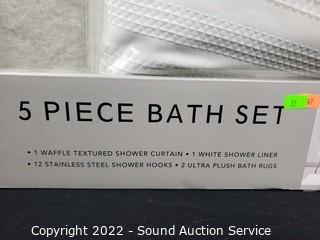 5 PIECE BATH SET
• 1 WAFFLE TEXTURED SHOWER CURTAIN • 1 WHITE SHOWER LINER
• 12 STAINLESS STEEL SHOWER HOOKS • 2 ULTRA PLUSH BATH RUGS
Copyright 2022 - Sound Auction Service